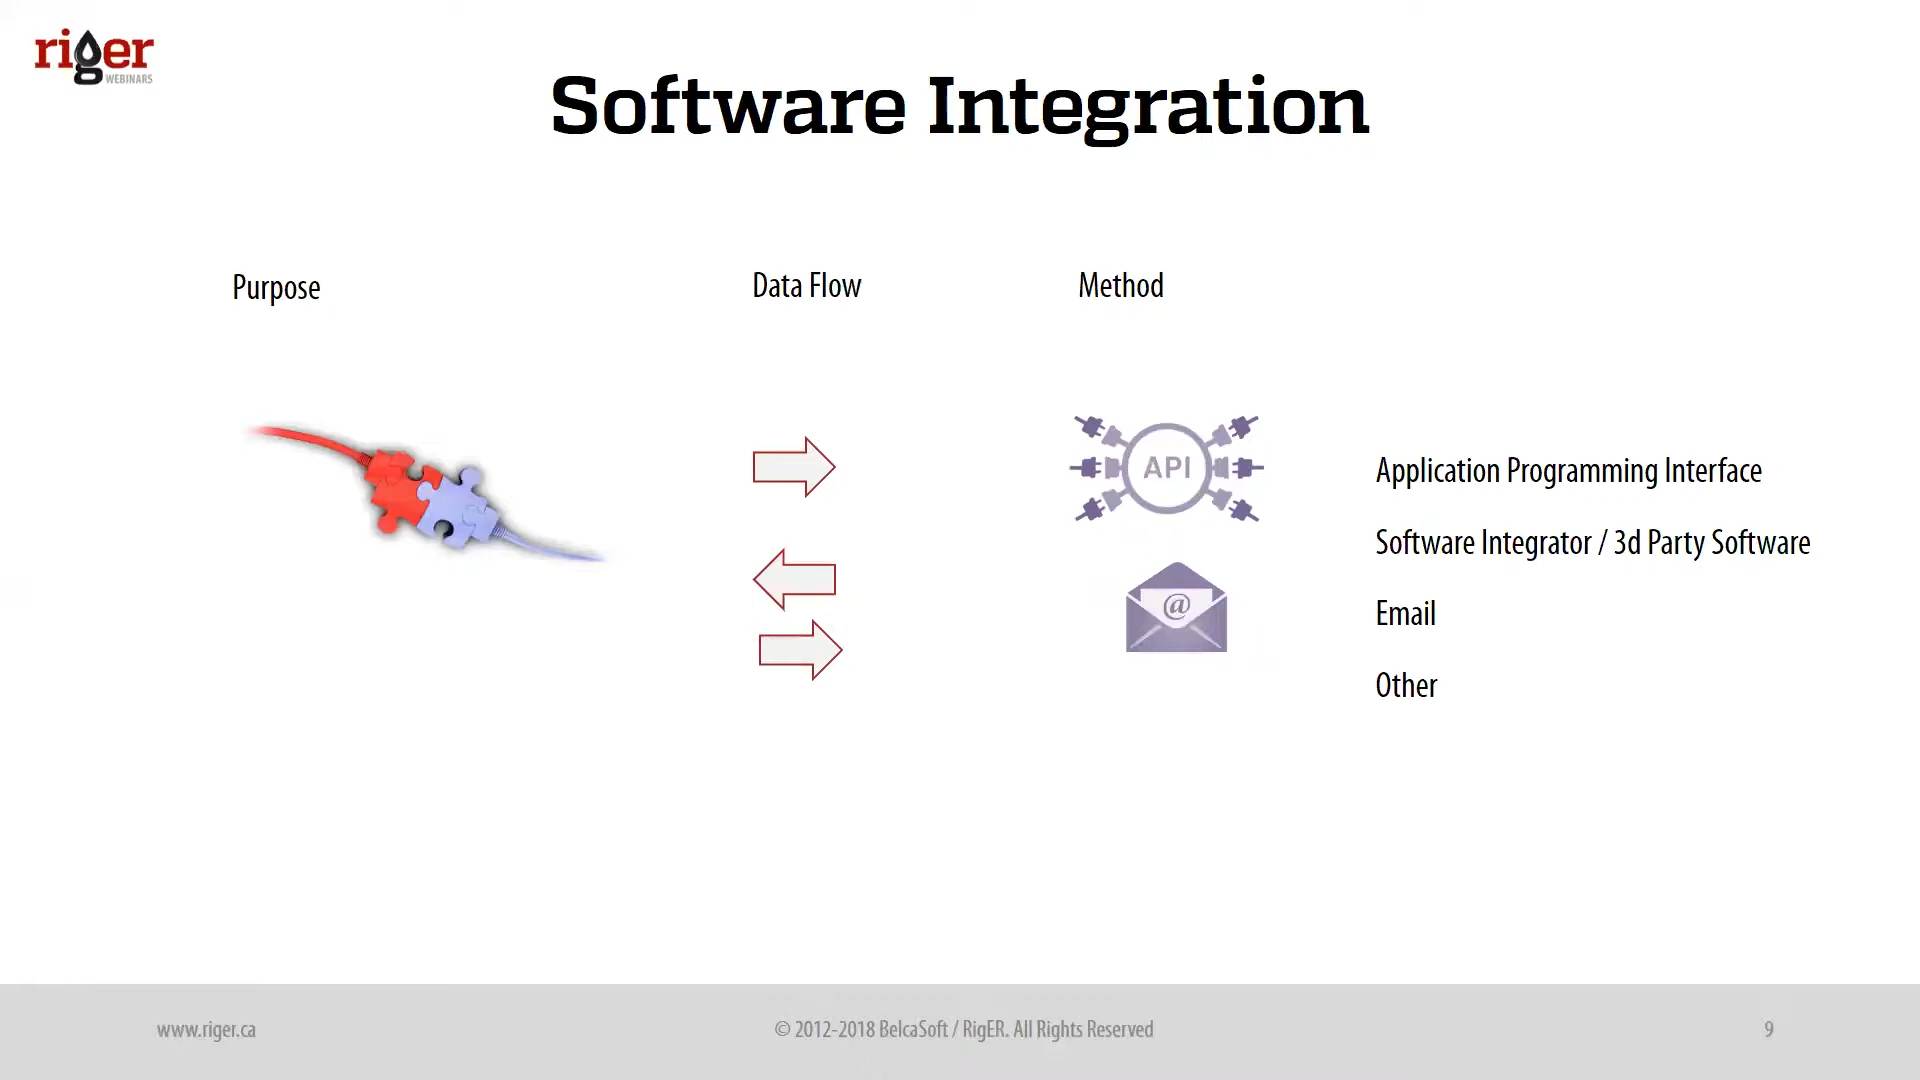 riger
WEBINARS
Software Integration
Purpose
Data Flow
Method
API
@
Application Programming Interface
Software Integrator / 3d Party Software
Email
Other
www.riger.ca
© 2012-2018 BelcaSoft / RigER. All Rights Reserved
9